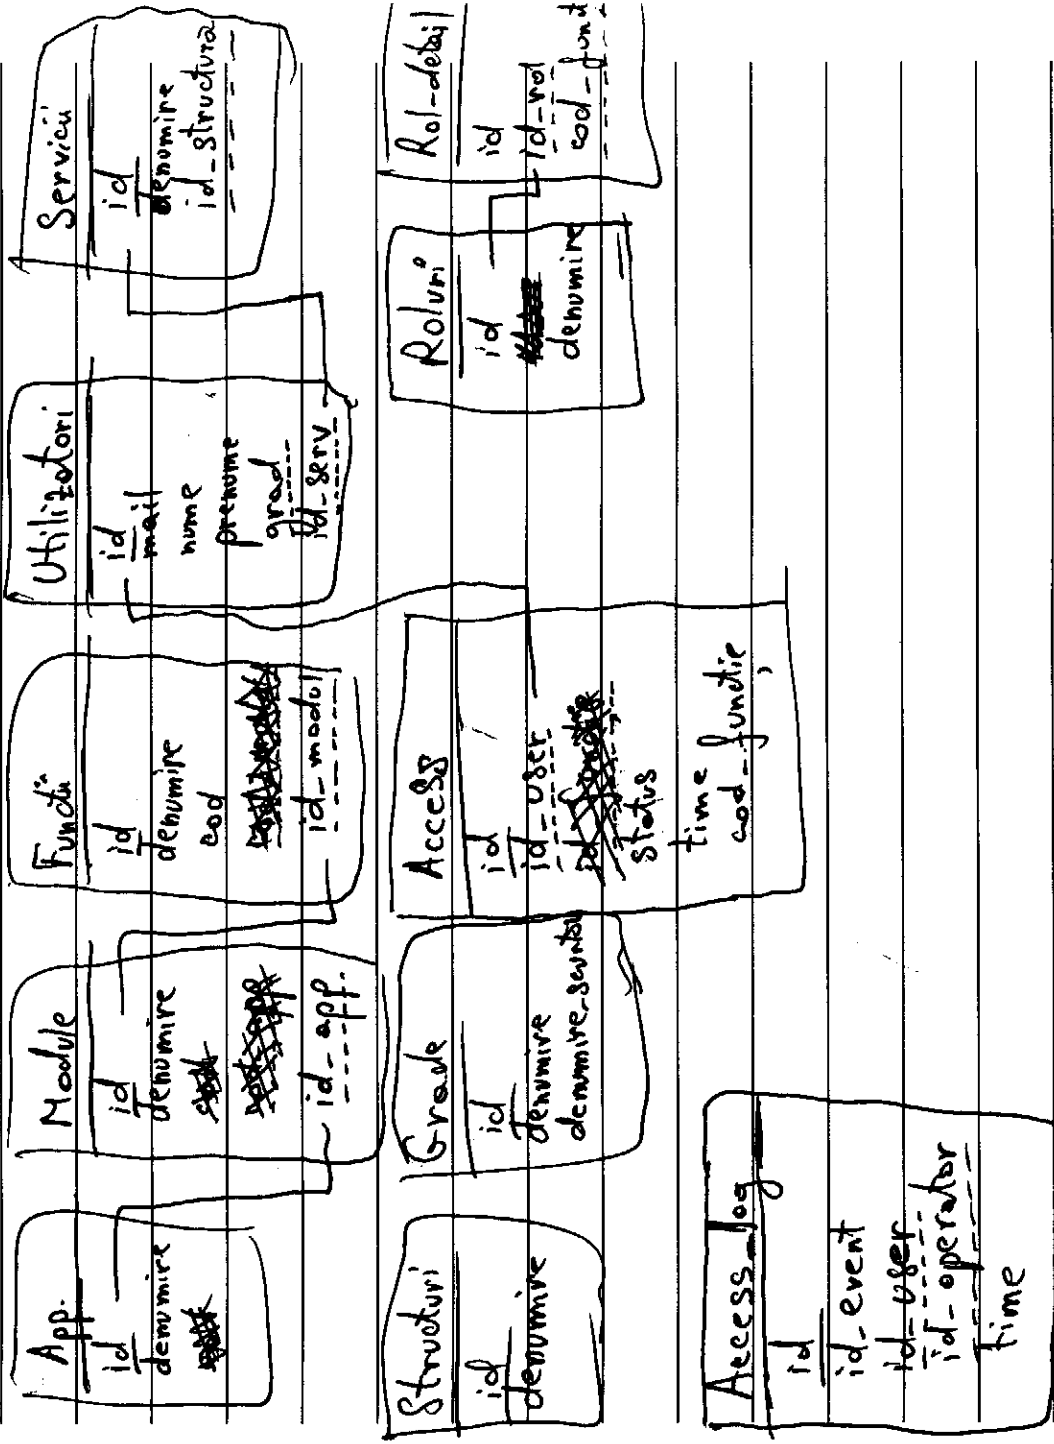 App.
id
denumire
Module
id
denumire
id_app.
Functii
id
denumire
cod
id_modul
Utilizatori
id
mail
nume
prenume
grad
id_serv
Servicii
id
denumire
id_structura
Structuri
id
denumire
Grade
id
denumire
denumire_scurta
Access
id
id_user
status
time
cod_functie
Roluri
id
denumire
Rol-detail
id
id_rol
cod_funct
Access_log
id
id_event
id_user
id_operator
time